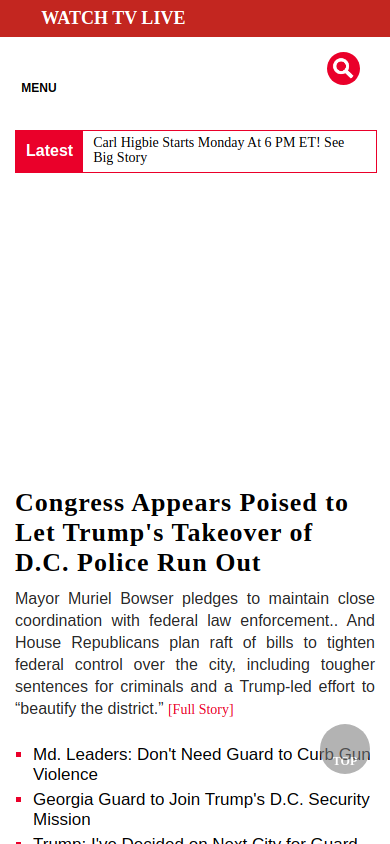 WATCH TV LIVE
MENU
Latest
Carl Higbie Starts Monday At 6 PM ET! See
Big Story
Congress Appears Poised to
Let Trump's Takeover of
D.C. Police Run Out
Mayor Muriel Bowser pledges to maintain close
coordination with federal law enforcement.. And
House Republicans plan raft of bills to tighten
federal control over the city, including tougher
sentences for criminals and a Trump-led effort to
“beautify the district.” [Full Story]
Md. Leaders: Don't Need Guard to Curb Gun
Violence
TOP
Georgia Guard to Join Trump's D.C. Security
Mission
Trump: I've Decided on Next City for Guard